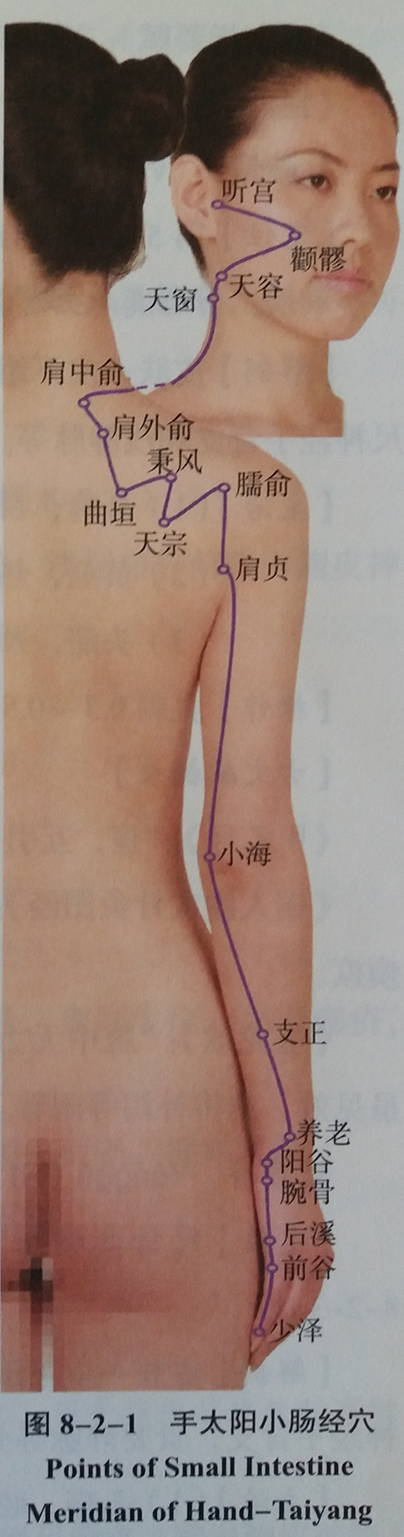 听宫
颧髎
天容
天窗
肩中俞
肩外俞
秉风
臑俞
曲垣
天宗
肩贞
小海
支正
养老
阳谷
腕骨
后溪
前谷
少泽
图 8-2-1 手太阳小肠经穴
Points of Small Intestine
Meridian of Hand-Taiyang